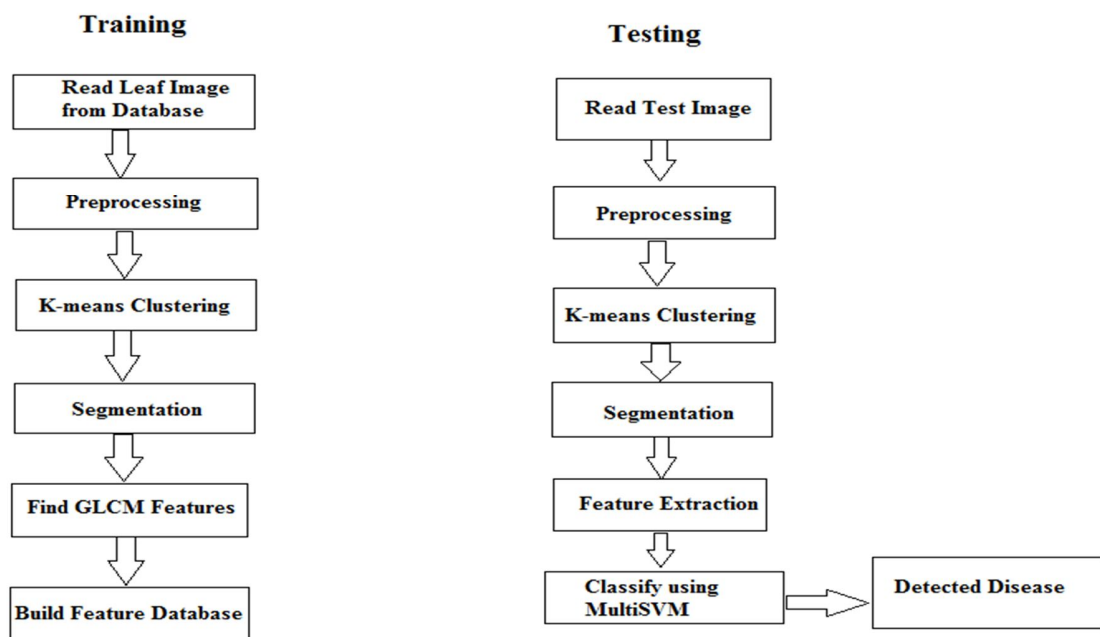 Training
Read Leaf Image
from Database
Preprocessing
K-means Clustering
Segmentation
Find GLCM Features
Build Feature Database
Testing
Read Test Image
Preprocessing
K-means Clustering
Segmentation
Feature Extraction
Classify using
MultiSVM
Detected Disease